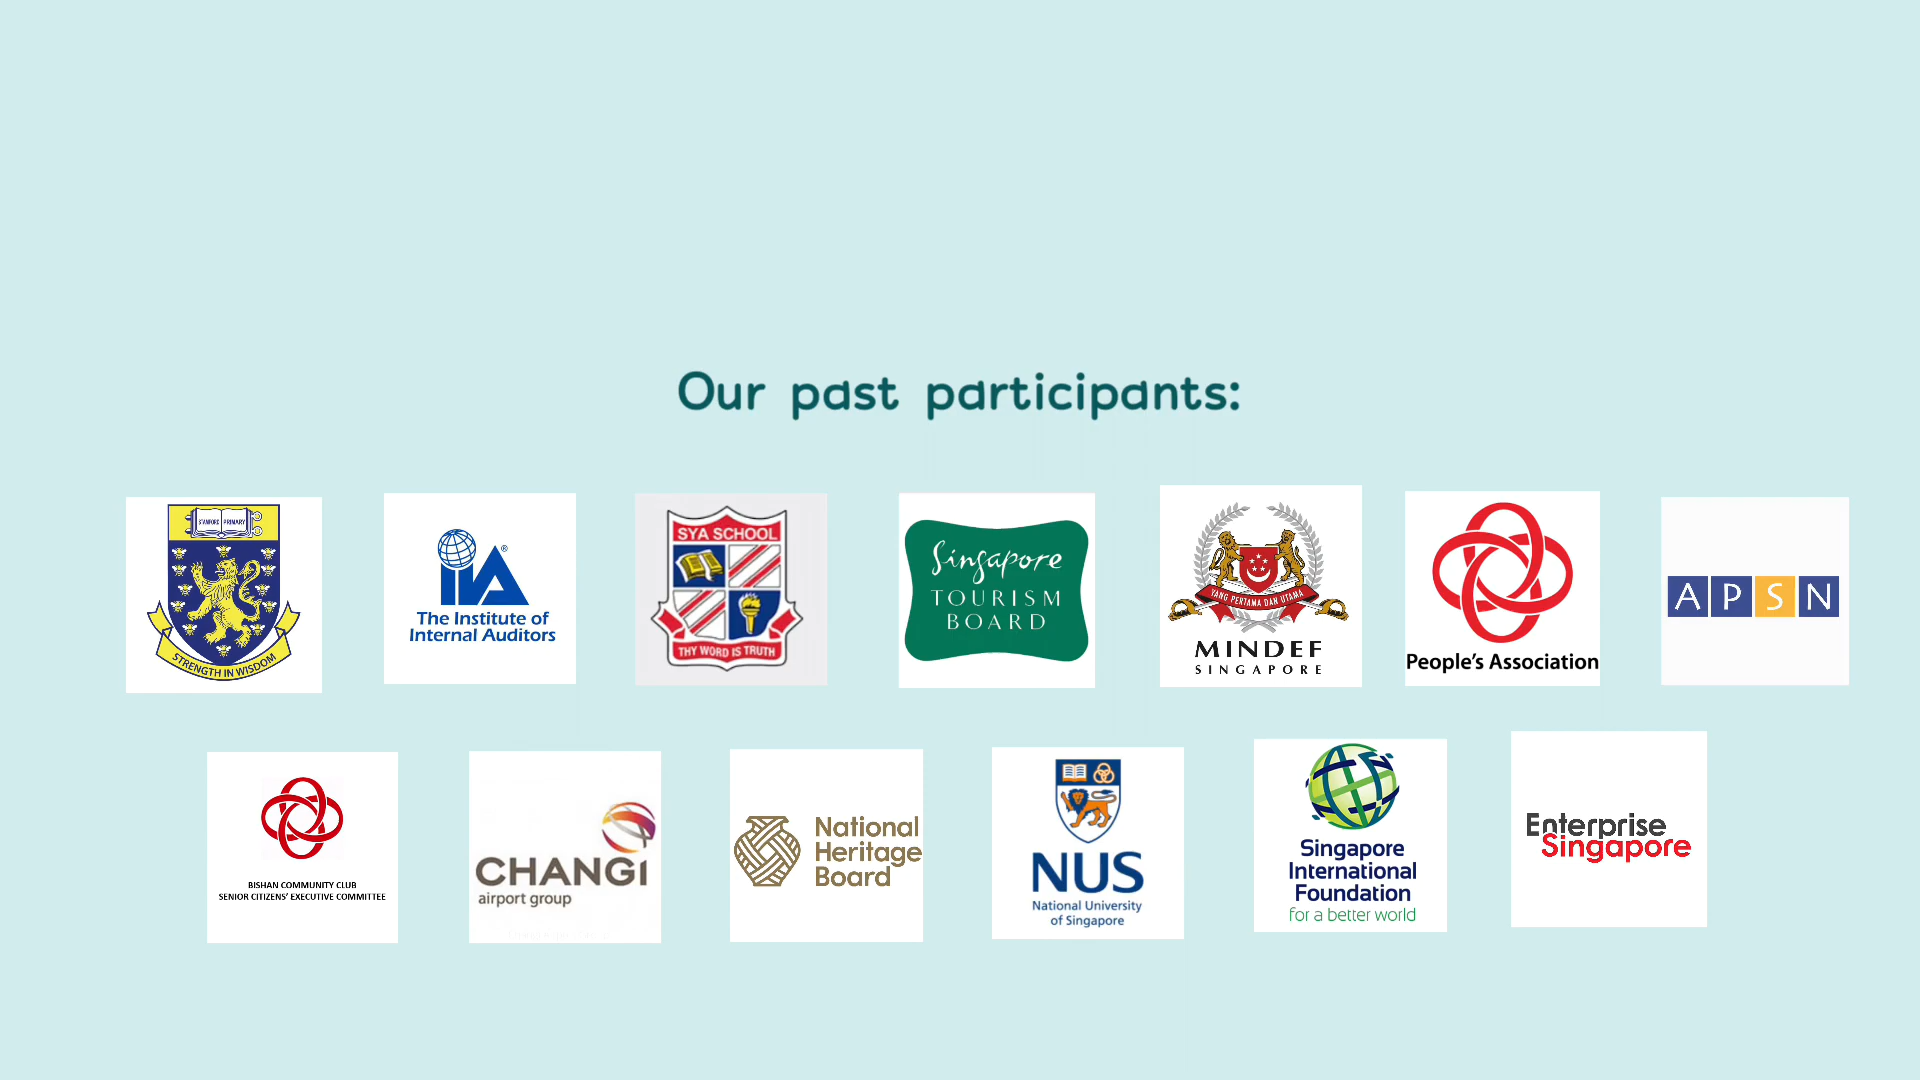 Our past participants:
STAMFORD PRIMARY
STRENGTH IN WISDOM
IIA®
The Institute of
Internal Auditors
SYA SCHOOL
THY WORD IS TRUTH
Singapore
TOURISM
BOARD
YANG PERTAMA DAN UTAMA
MINDEF
SINGAPORE
People's Association
APSN
BISHAN COMMUNITY CLUB
SENIOR CITIZENS' EXECUTIVE COMMITTEE
CHANGI
airport group
National
Heritage
Board
NUS
National University
of Singapore
Singapore
International
Foundation
for a better world
Enterprise
Singapore